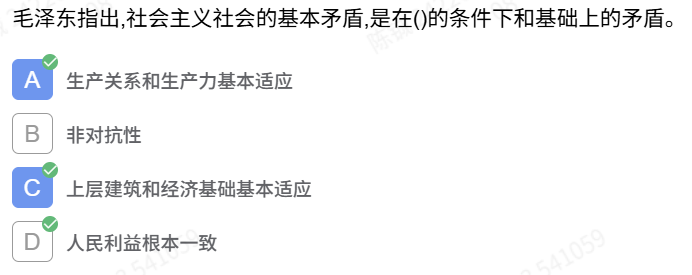 毛泽东指出,社会主义社会的基本矛盾,是在()的条件下和基础上的矛盾。
A 生产关系和生产力基本适应
B 非对抗性
C 上层建筑和经济基础基本适应
D 人民利益根本一致
541059